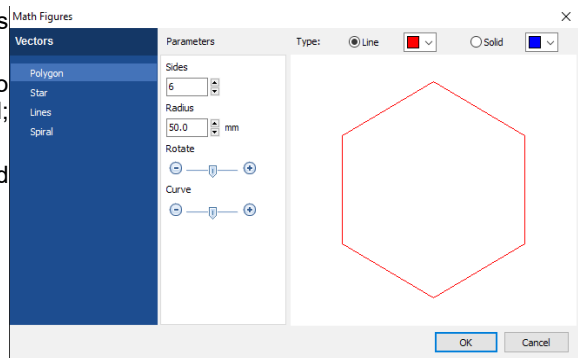 s
Math Figures
Vectors
Parameters
Type:
Line
Solid
Polygon
Star
Lines
Spiral
Sides
6
Radius
50.0 mm
Rotate
Curve
o
;
d
OK
Cancel